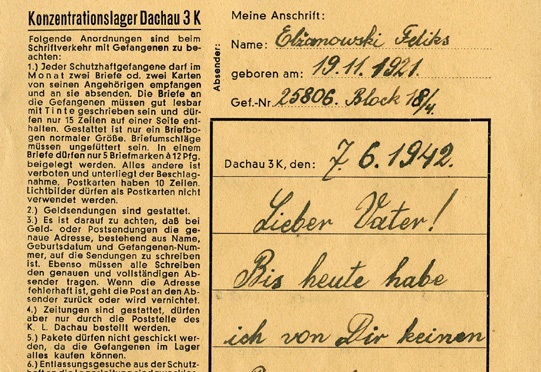 Konzentrationslager Dachau 3 K
Folgende Anordnungen sind beim
Schriftverkehr mit Gefangenen zu be-
achten:
1.) Jeder Schutzhaftgefangene darf im
Monat zwei Briefe od. zwei Karten
von seinen Angehörigen empfangen
und an sie absenden. Die Briefe an
die Gefangenen müssen gut lesbar
mit Tinte geschrieben sein und dür-
fen nur 15 Zeilen auf einer Seite ent-
halten. Gestattet ist nur ein Briefbo-
gen normaler Größe. Briefumschläge
müssen ungefüttert sein. In einem
Briefe dürfen nur 5 Briefmarken à 12 Pfg.
beigelegt werden. Alles andere ist
verboten und unterliegt der Beschlag-
nahme. Postkarten haben 10 Zeilen.
Lichtbilder dürfen als Postkarten nicht
verwendet werden.
2.) Geldsendungen sind gestattet.
3.) Es ist darauf zu achten, daß bei
Geld- oder Postsendungen die ge-
naue Adresse, bestehend aus Name,
Geburtsdatum und Gefangenen-Num-
mer, auf die Sendungen zu schreiben
ist. Ebenso müssen alle Schreiben
den genauen und vollständigen Ab-
sender tragen. Wenn die Adresse
fehlerhaft ist, geht die Post an den Ab-
sender zurück oder wird vernichtet.
4.) Zeitungen sind gestattet, dürfen
aber nur durch die Poststelle des
K. L. Dachau bestellt werden.
5.) Pakete dürfen nicht geschickt wer-
den, da die Gefangenen im Lager
alles kaufen können.
6.) Entlassungsgesuche aus der Schutz-
Absender:
Meine Anschrift:
Name: Elżanowski Feliks
geboren am: 19.11.1921.
Gef.-Nr. 25806. Block 18/4.
Dachau 3 K, den: 7.6.1942.
Lieber Vater!
Bis heute habe
ich von Dir keinen